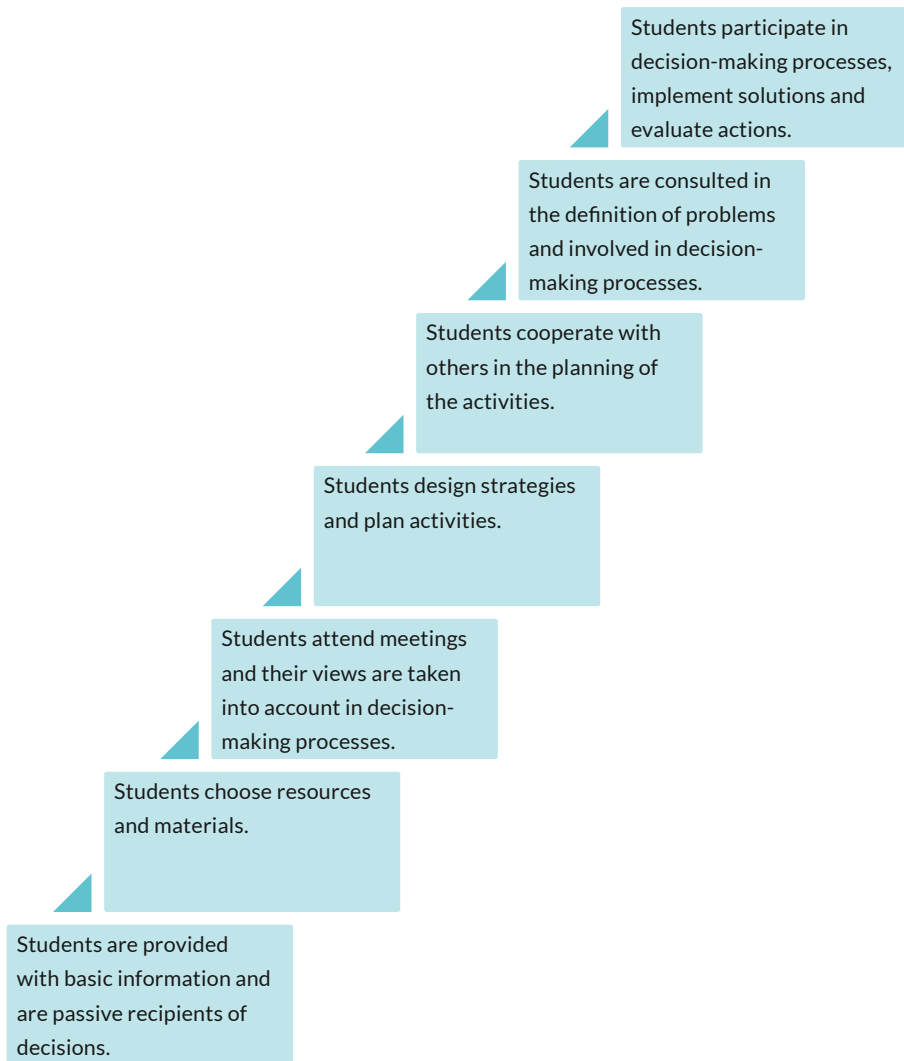 Students participate in
decision-making processes,
implement solutions and
evaluate actions.
Students are consulted in
the definition of problems
and involved in decision-
making processes.
Students cooperate with
others in the planning of
the activities.
Students design strategies
and plan activities.
Students attend meetings
and their views are taken
into account in decision-
making processes.
Students choose resources
and materials.
Students are provided
with basic information and
are passive recipients of
decisions.